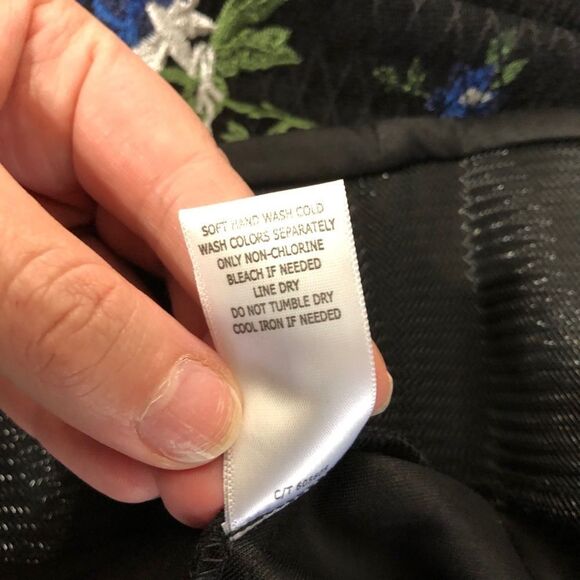 SOFT HAND WASH COLD
WASH COLORS SEPARATELY
ONLY NON-CHLORINE
BLEACH IF NEEDED
LINE DRY
DO NOT TUMBLE DRY
COOL IRON IF NEEDED
C/T